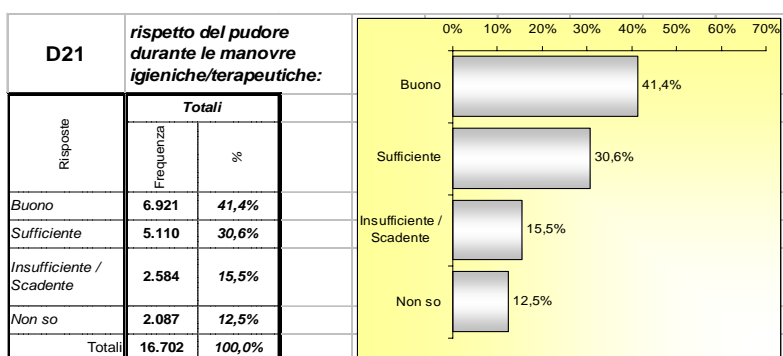 D21
rispetto del pudore
durante le manovre
igieniche/terapeutiche:
Risposte
Totali
Frequenza
%
Buono 6.921 41,4%
Sufficiente 5.110 30,6%
Insufficiente /
Scadente 2.584 15,5%
Non so 2.087 12,5%
Totali 16.702 100,0%
0% 10% 20% 30% 40% 50% 60% 70%
Buono 41,4%
Sufficiente 30,6%
Insufficiente /
Scadente 15,5%
Non so 12,5%